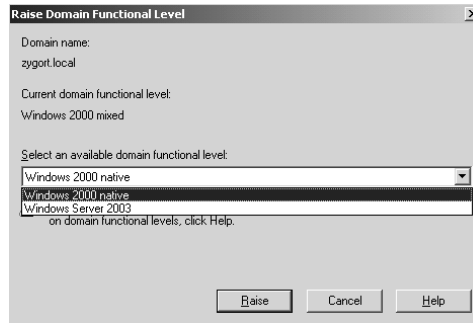 Raise Domain Functional Level
Domain name:
zygort.local
Current domain functional level:
Windows 2000 mixed
Select an available domain functional level:
Windows 2000 native
Windows 2000 native
Windows Server 2003
on domain functional levels, click Help.
Raise
Cancel
Help